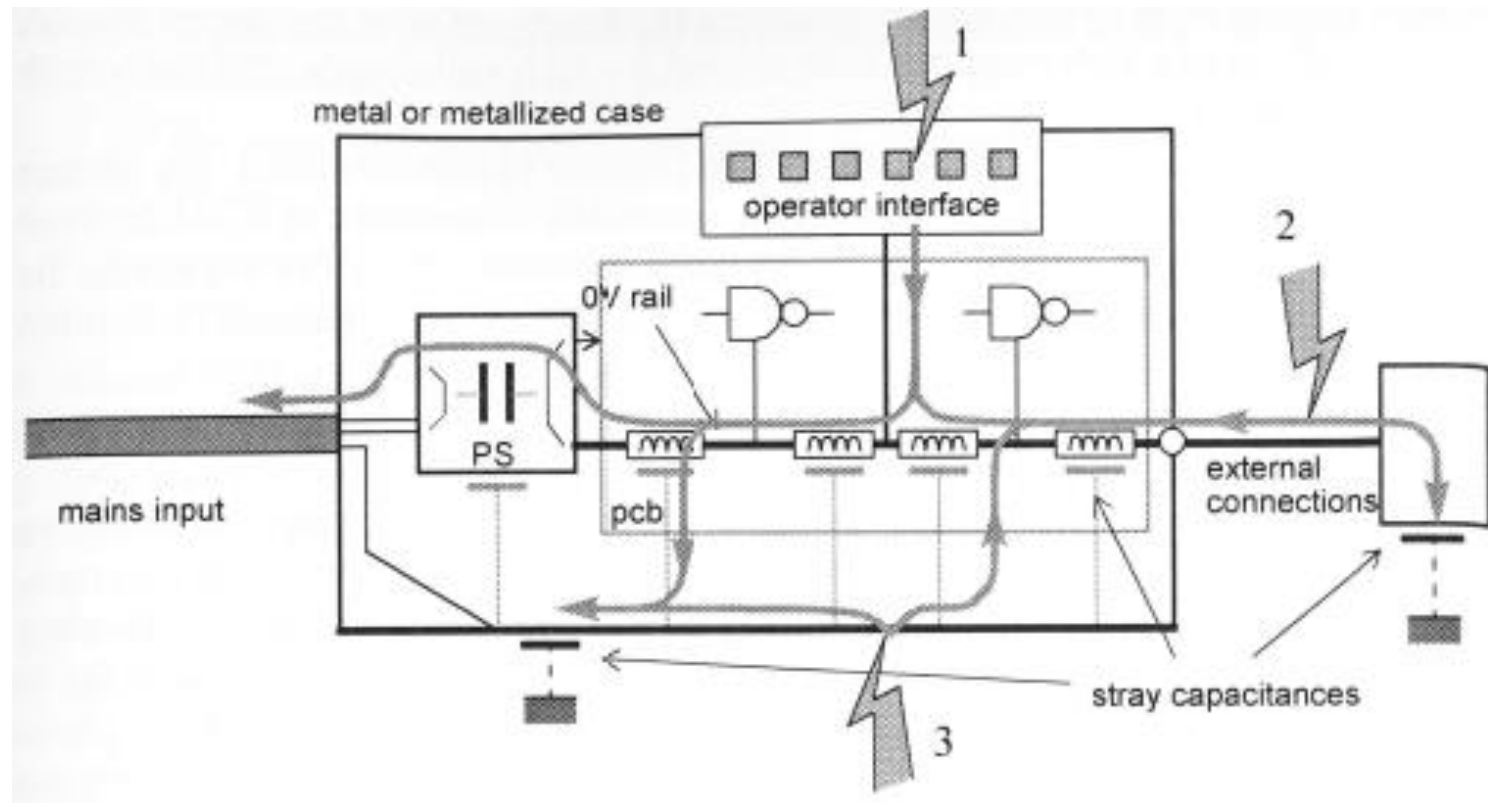 1
metal or metallized case
operator interface
2
0V rail
PS
mains input
pcb
external
connections
stray capacitances
3